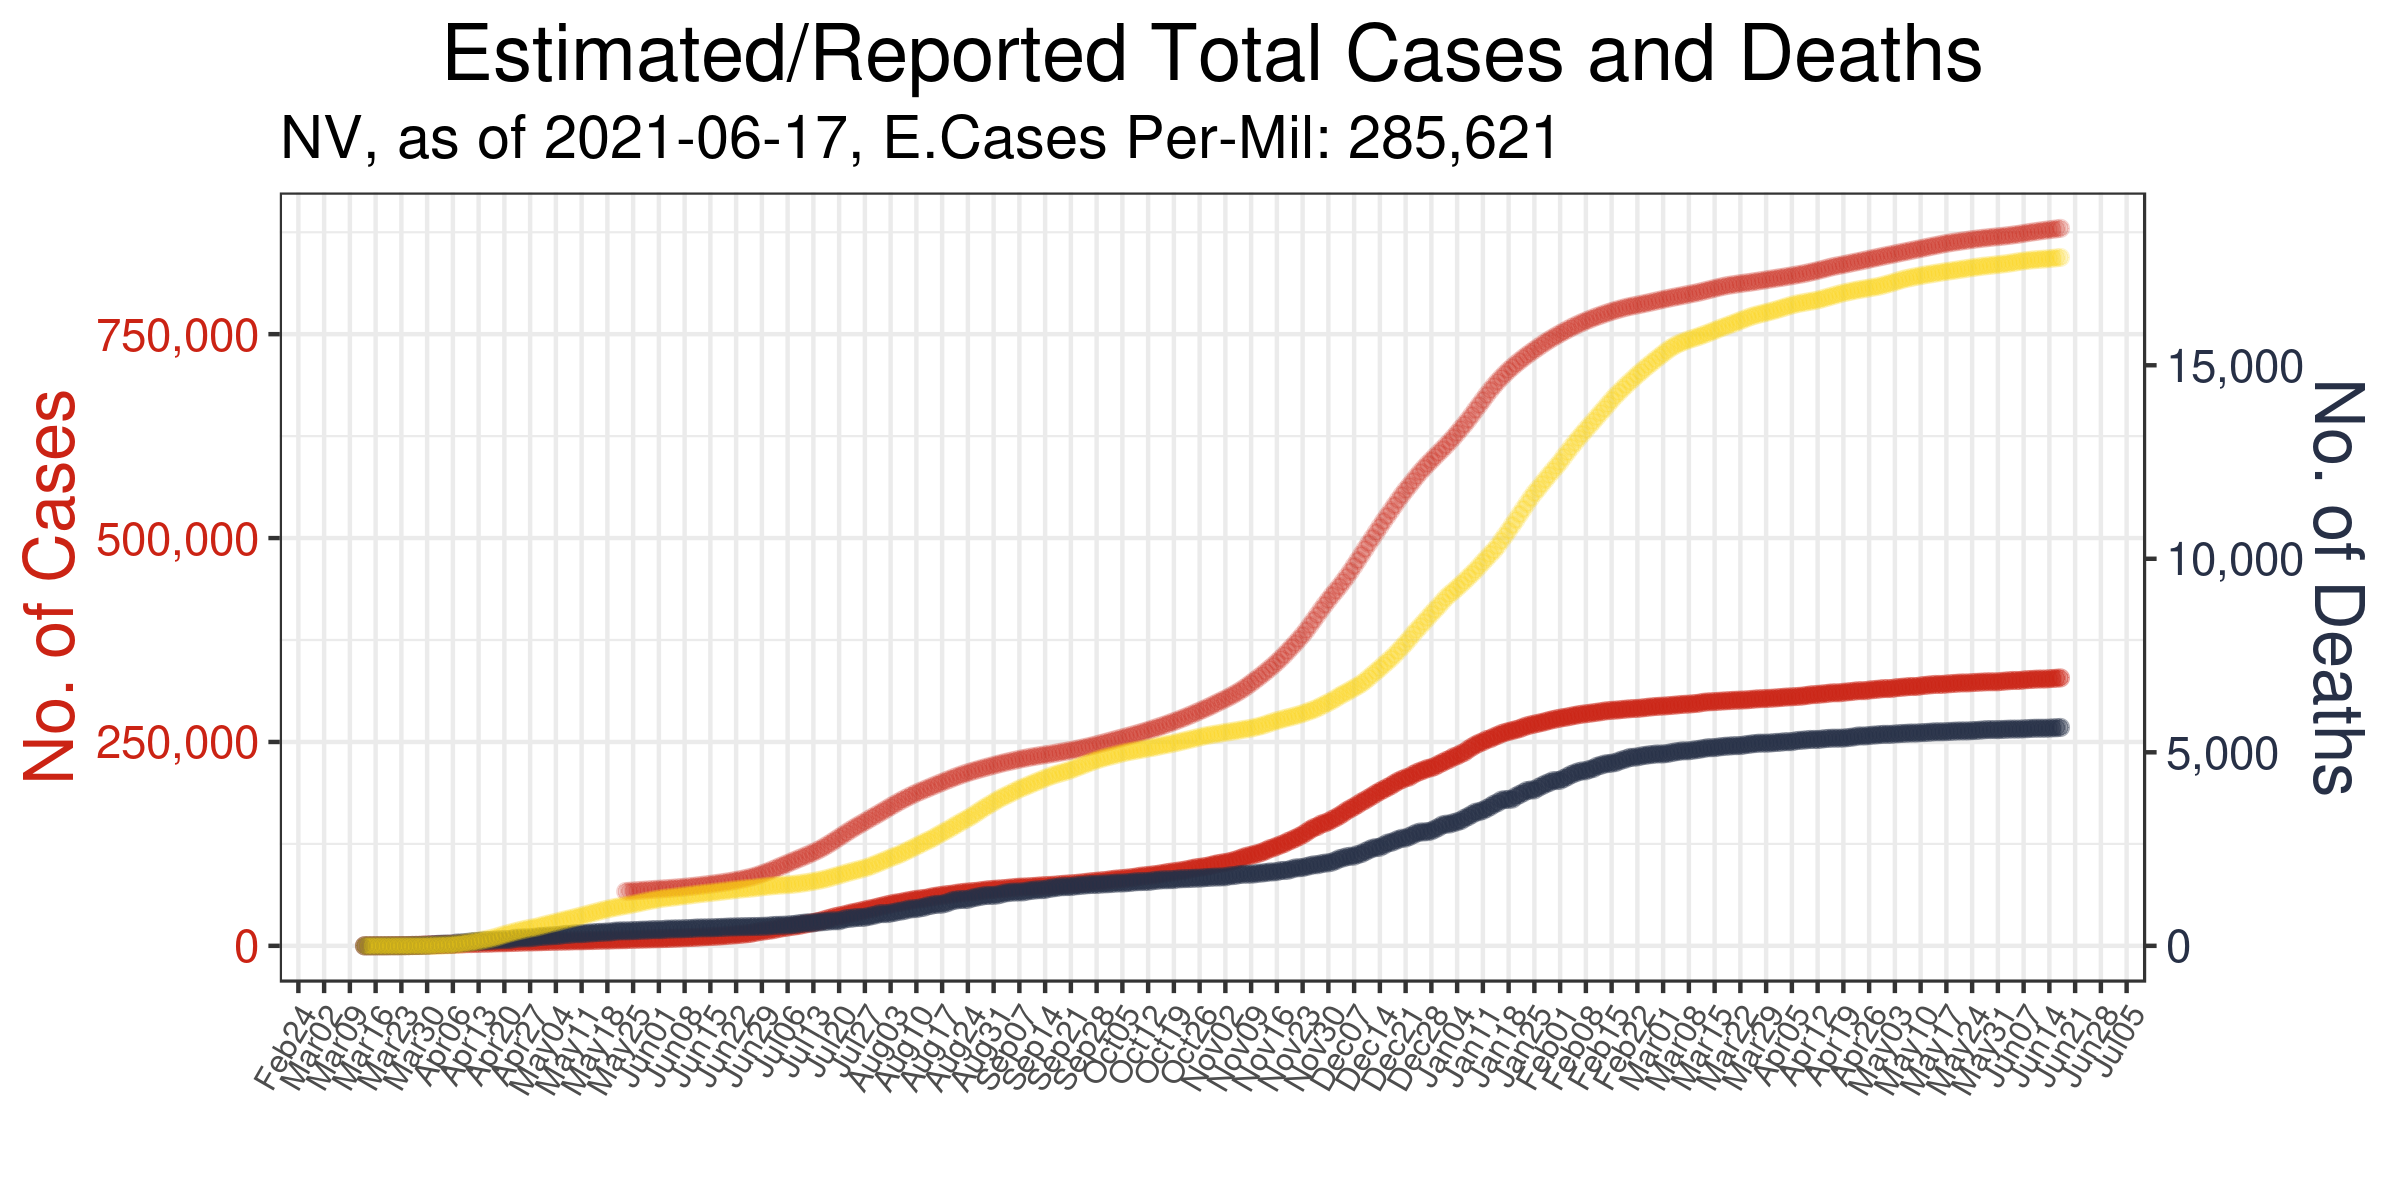 Estimated/Reported Total Cases and Deaths
NV, as of 2021-06-17, E.Cases Per-Mil: 285,621
No. of Cases
750,000
500,000
250,000
0
15,000
10,000
5,000
0
No. of Deaths
Feb24
Mar02
Mar09
Mar16
Mar23
Mar30
Apr06
Apr13
Apr20
Apr27
May04
May11
May18
May25
Jun01
Jun08
Jun15
Jun22
Jun29
Jul06
Jul13
Jul20
Jul27
Aug03
Aug10
Aug17
Aug24
Aug31
Sep07
Sep14
Sep21
Sep28
Oct05
Oct12
Oct19
Oct26
Nov02
Nov09
Nov16
Nov23
Nov30
Dec07
Dec14
Dec21
Dec28
Jan04
Jan11
Jan18
Jan25
Feb01
Feb08
Feb15
Feb22
Mar01
Mar08
Mar15
Mar22
Mar29
Apr05
Apr12
Apr19
Apr26
May03
May10
May17
May24
May31
Jun07
Jun14
Jun21
Jun28
Jul05